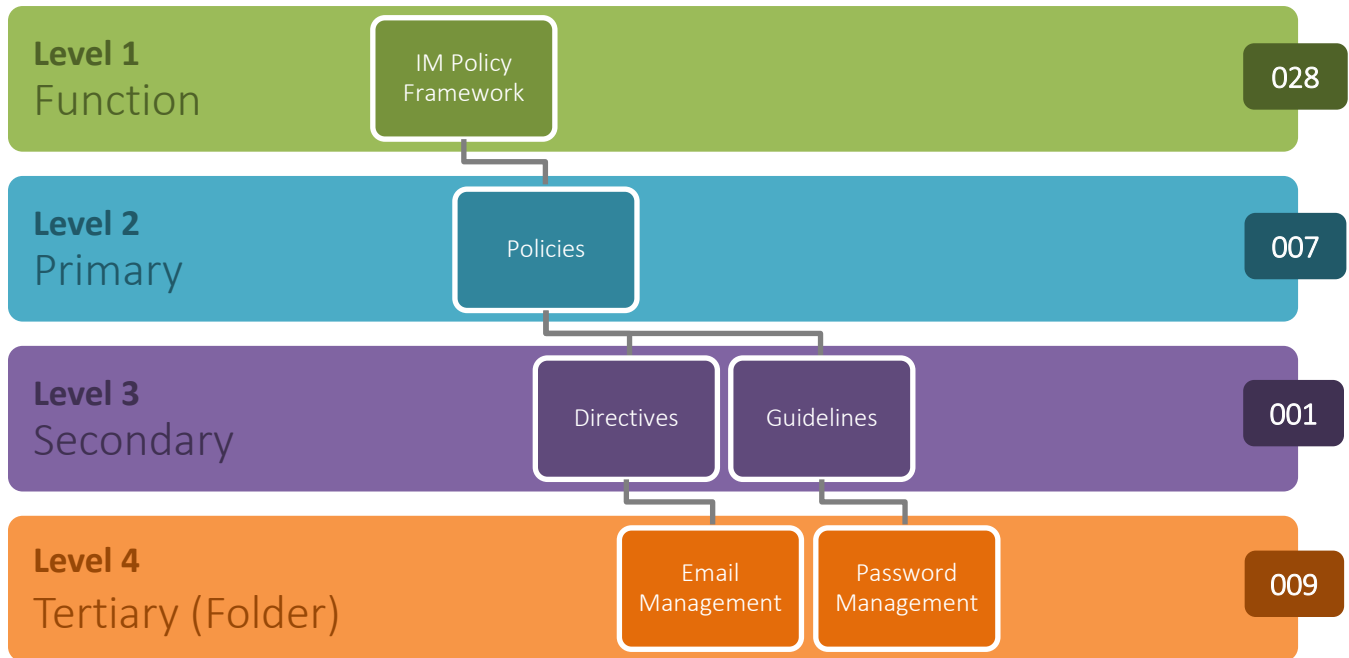 Level 1
Function
IM Policy
Framework
028
Level 2
Primary
Policies
007
Level 3
Secondary
Directives
Guidelines
001
Level 4
Tertiary (Folder)
Email
Management
Password
Management
009